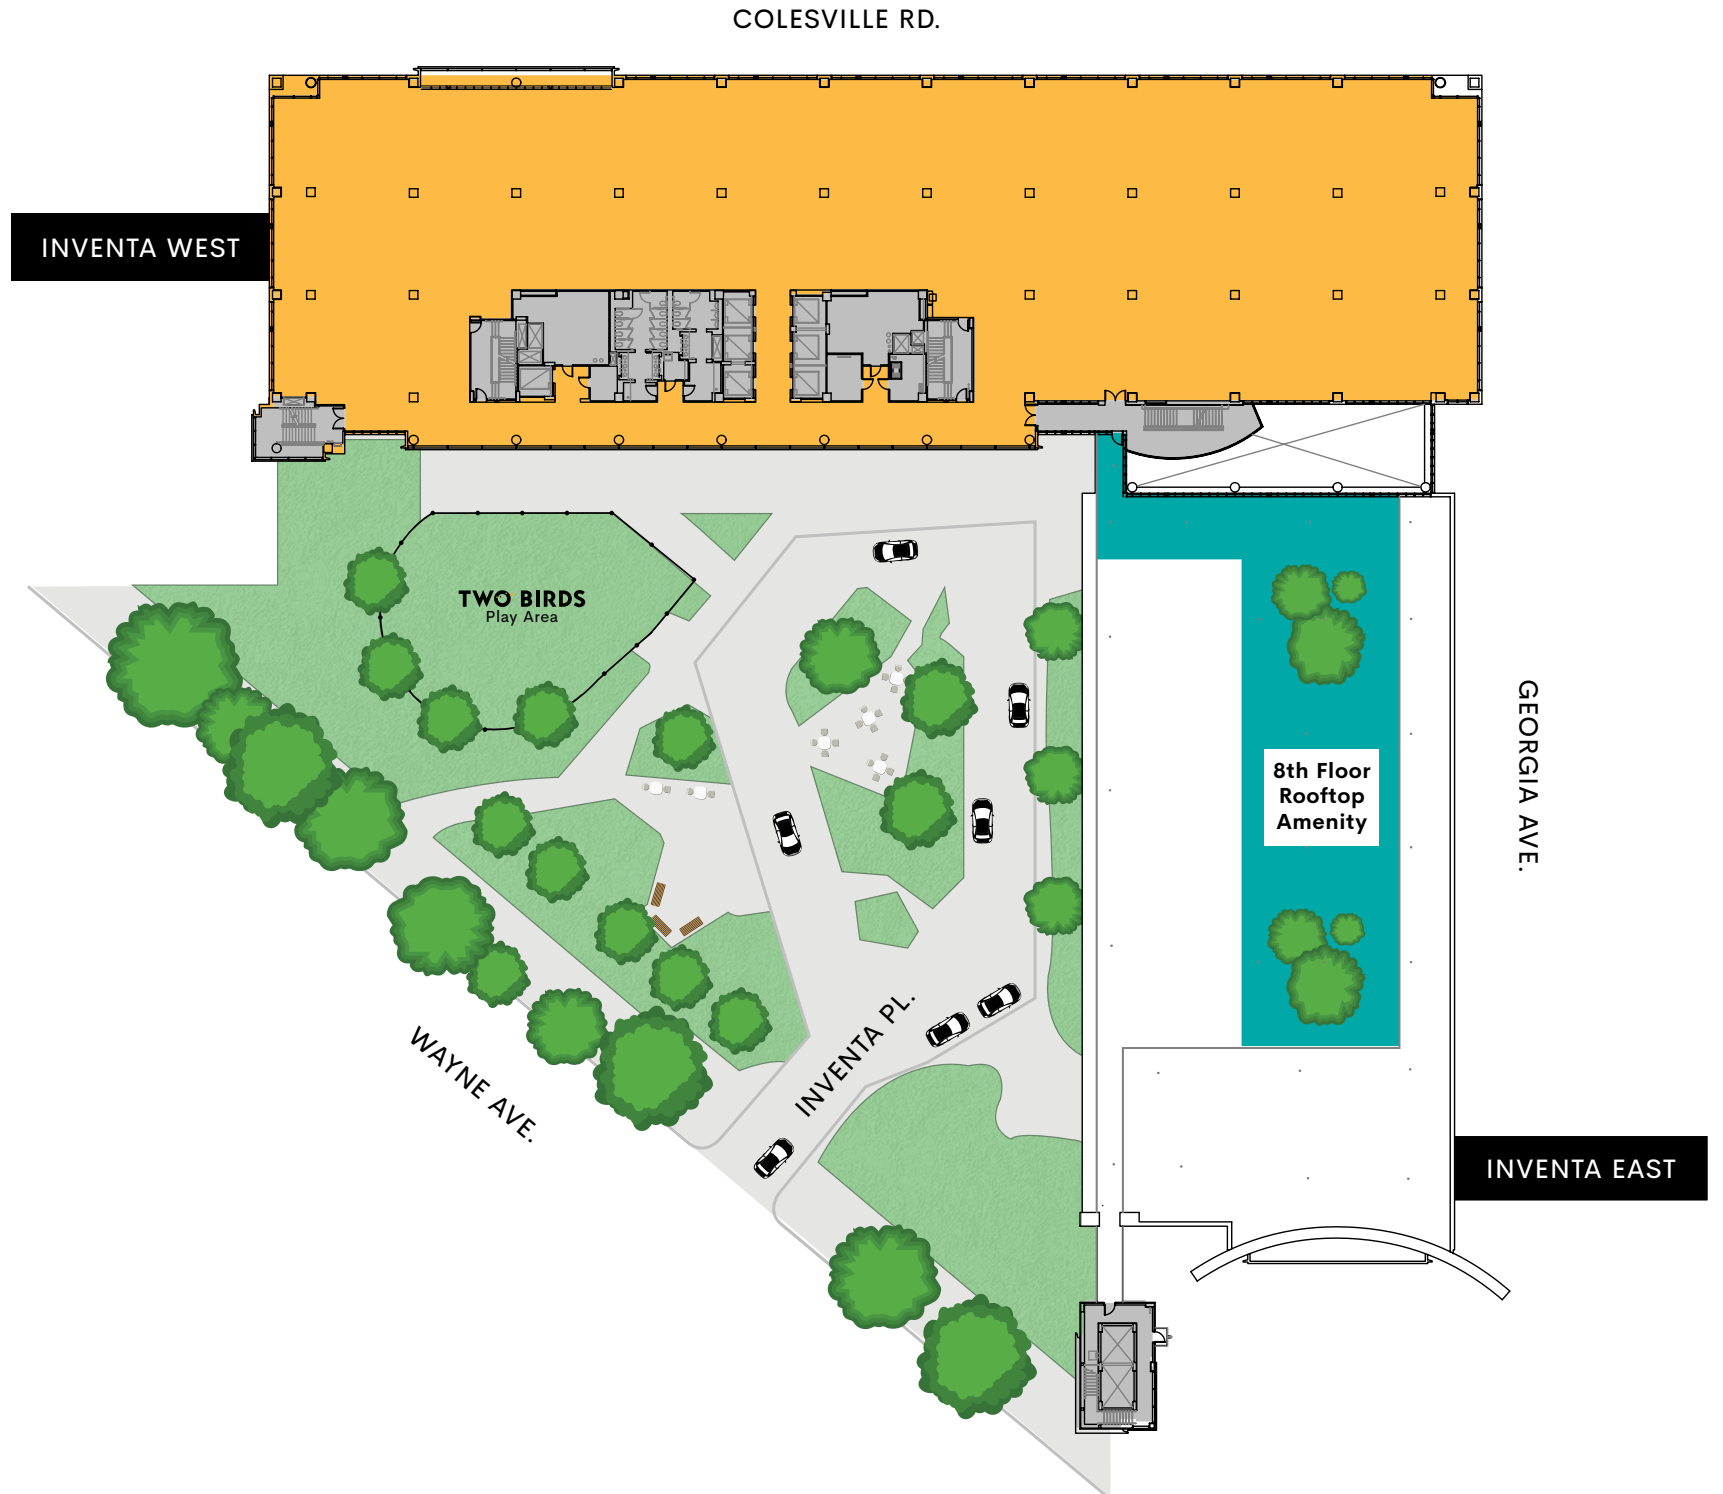 COLESVILLE RD.
INVENTA WEST
TWO BIRDS
Play Area
8th Floor
Rooftop
Amenity
GEORGIA AVE.
INVENTA PL.
WAYNE AVE.
INVENTA EAST